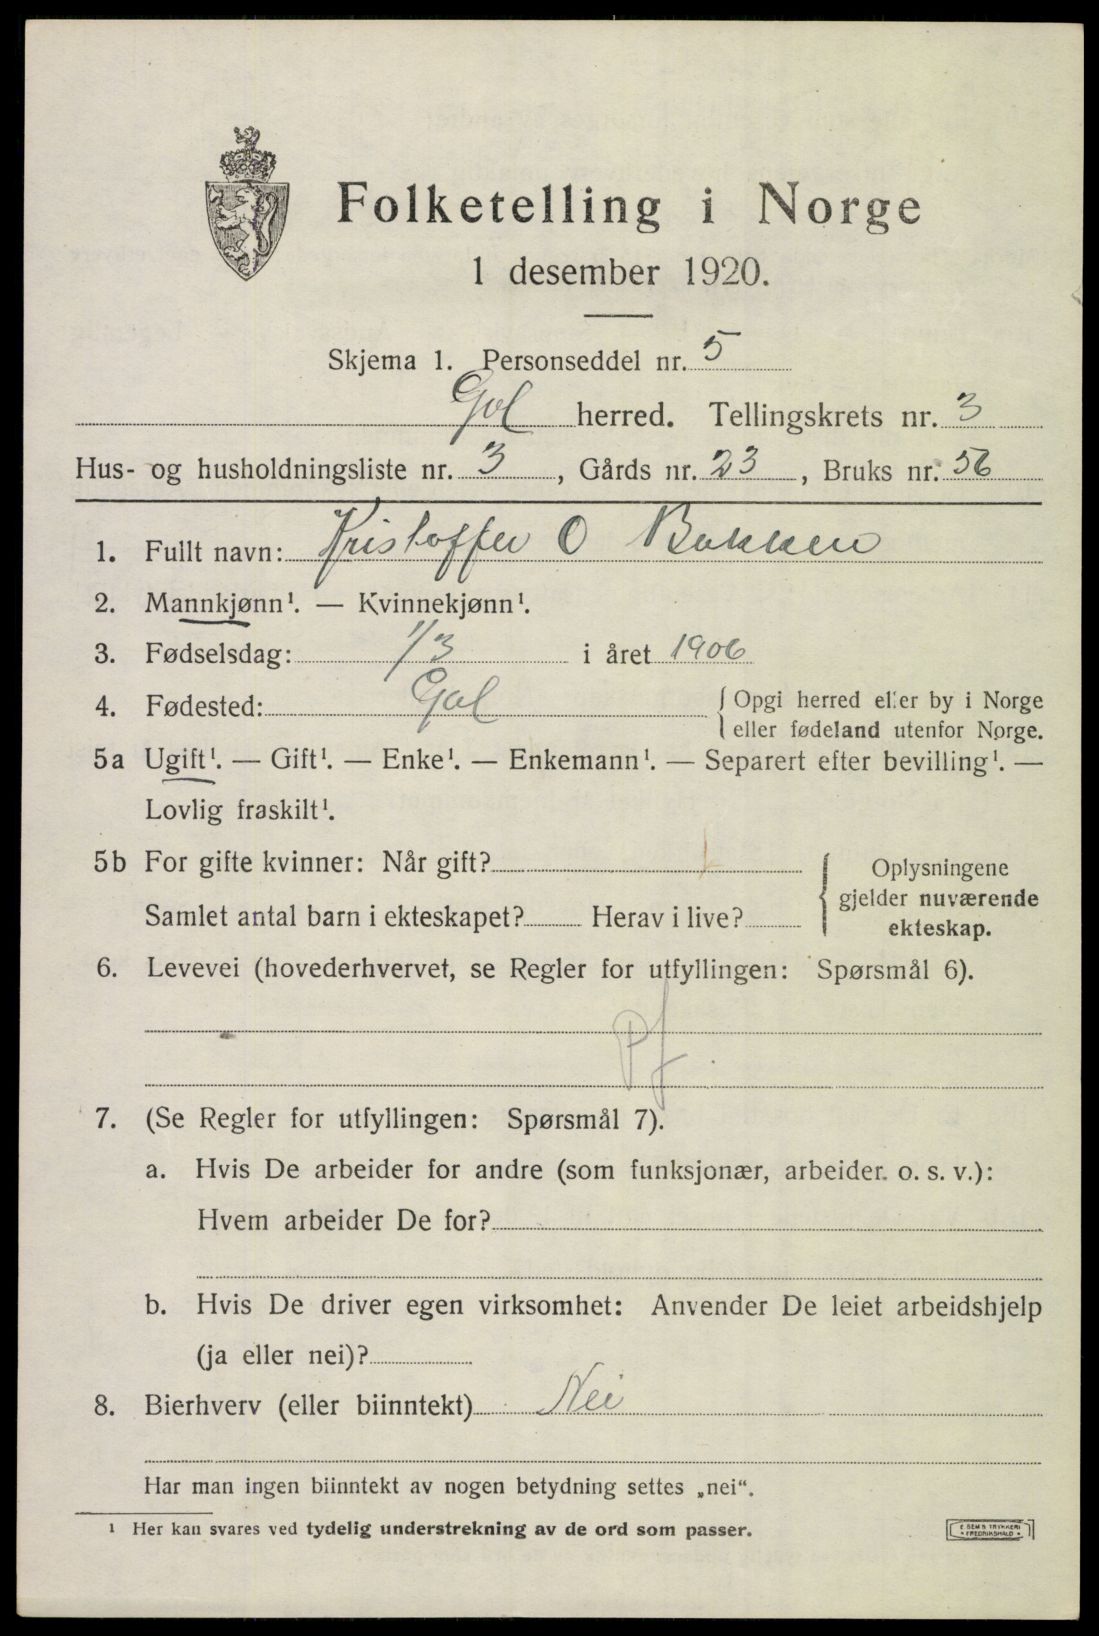 Folketelling i Norge
1 desember 1920.
Skjema 1. Personseddel nr. 5
Gol herred. Tellingskrets nr. 3
Hus- og husholdningsliste nr. 3, Gårds nr. 23, Bruks nr. 56
1. Fullt navn: Kristoffer O Bakken
2. Mannkjønn¹. — Kvinnekjønn¹.
3. Fødselsdag: 1/3 i året 1906
4. Fødested: Gol { Opgi herred eller by i Norge
eller fødeland utenfor Norge.
5a Ugift¹. — Gift¹. — Enke¹. — Enkemann¹. — Separert efter bevilling¹. —
Lovlig fraskilt¹.
5b For gifte kvinner: Når gift?
Samlet antal barn i ekteskapet? Herav i live?
{ Oplysningene
gjelder nuværende
ekteskap.
6. Levevei (hovederhvervet, se Regler for utfyllingen: Spørsmål 6).
Pf.
7. (Se Regler for utfyllingen: Spørsmål 7).
a. Hvis De arbeider for andre (som funksjonær, arbeider. o. s. v.):
Hvem arbeider De for?
b. Hvis De driver egen virksomhet: Anvender De leiet arbeidshjelp
(ja eller nei)?
8. Bierhverv (eller biinntekt) Nei
Har man ingen biinntekt av nogen betydning settes „nei“.
¹ Her kan svares ved tydelig understrekning av de ord som passer.
E. SEM'S TRYKKERI
FREDRIKSHALD